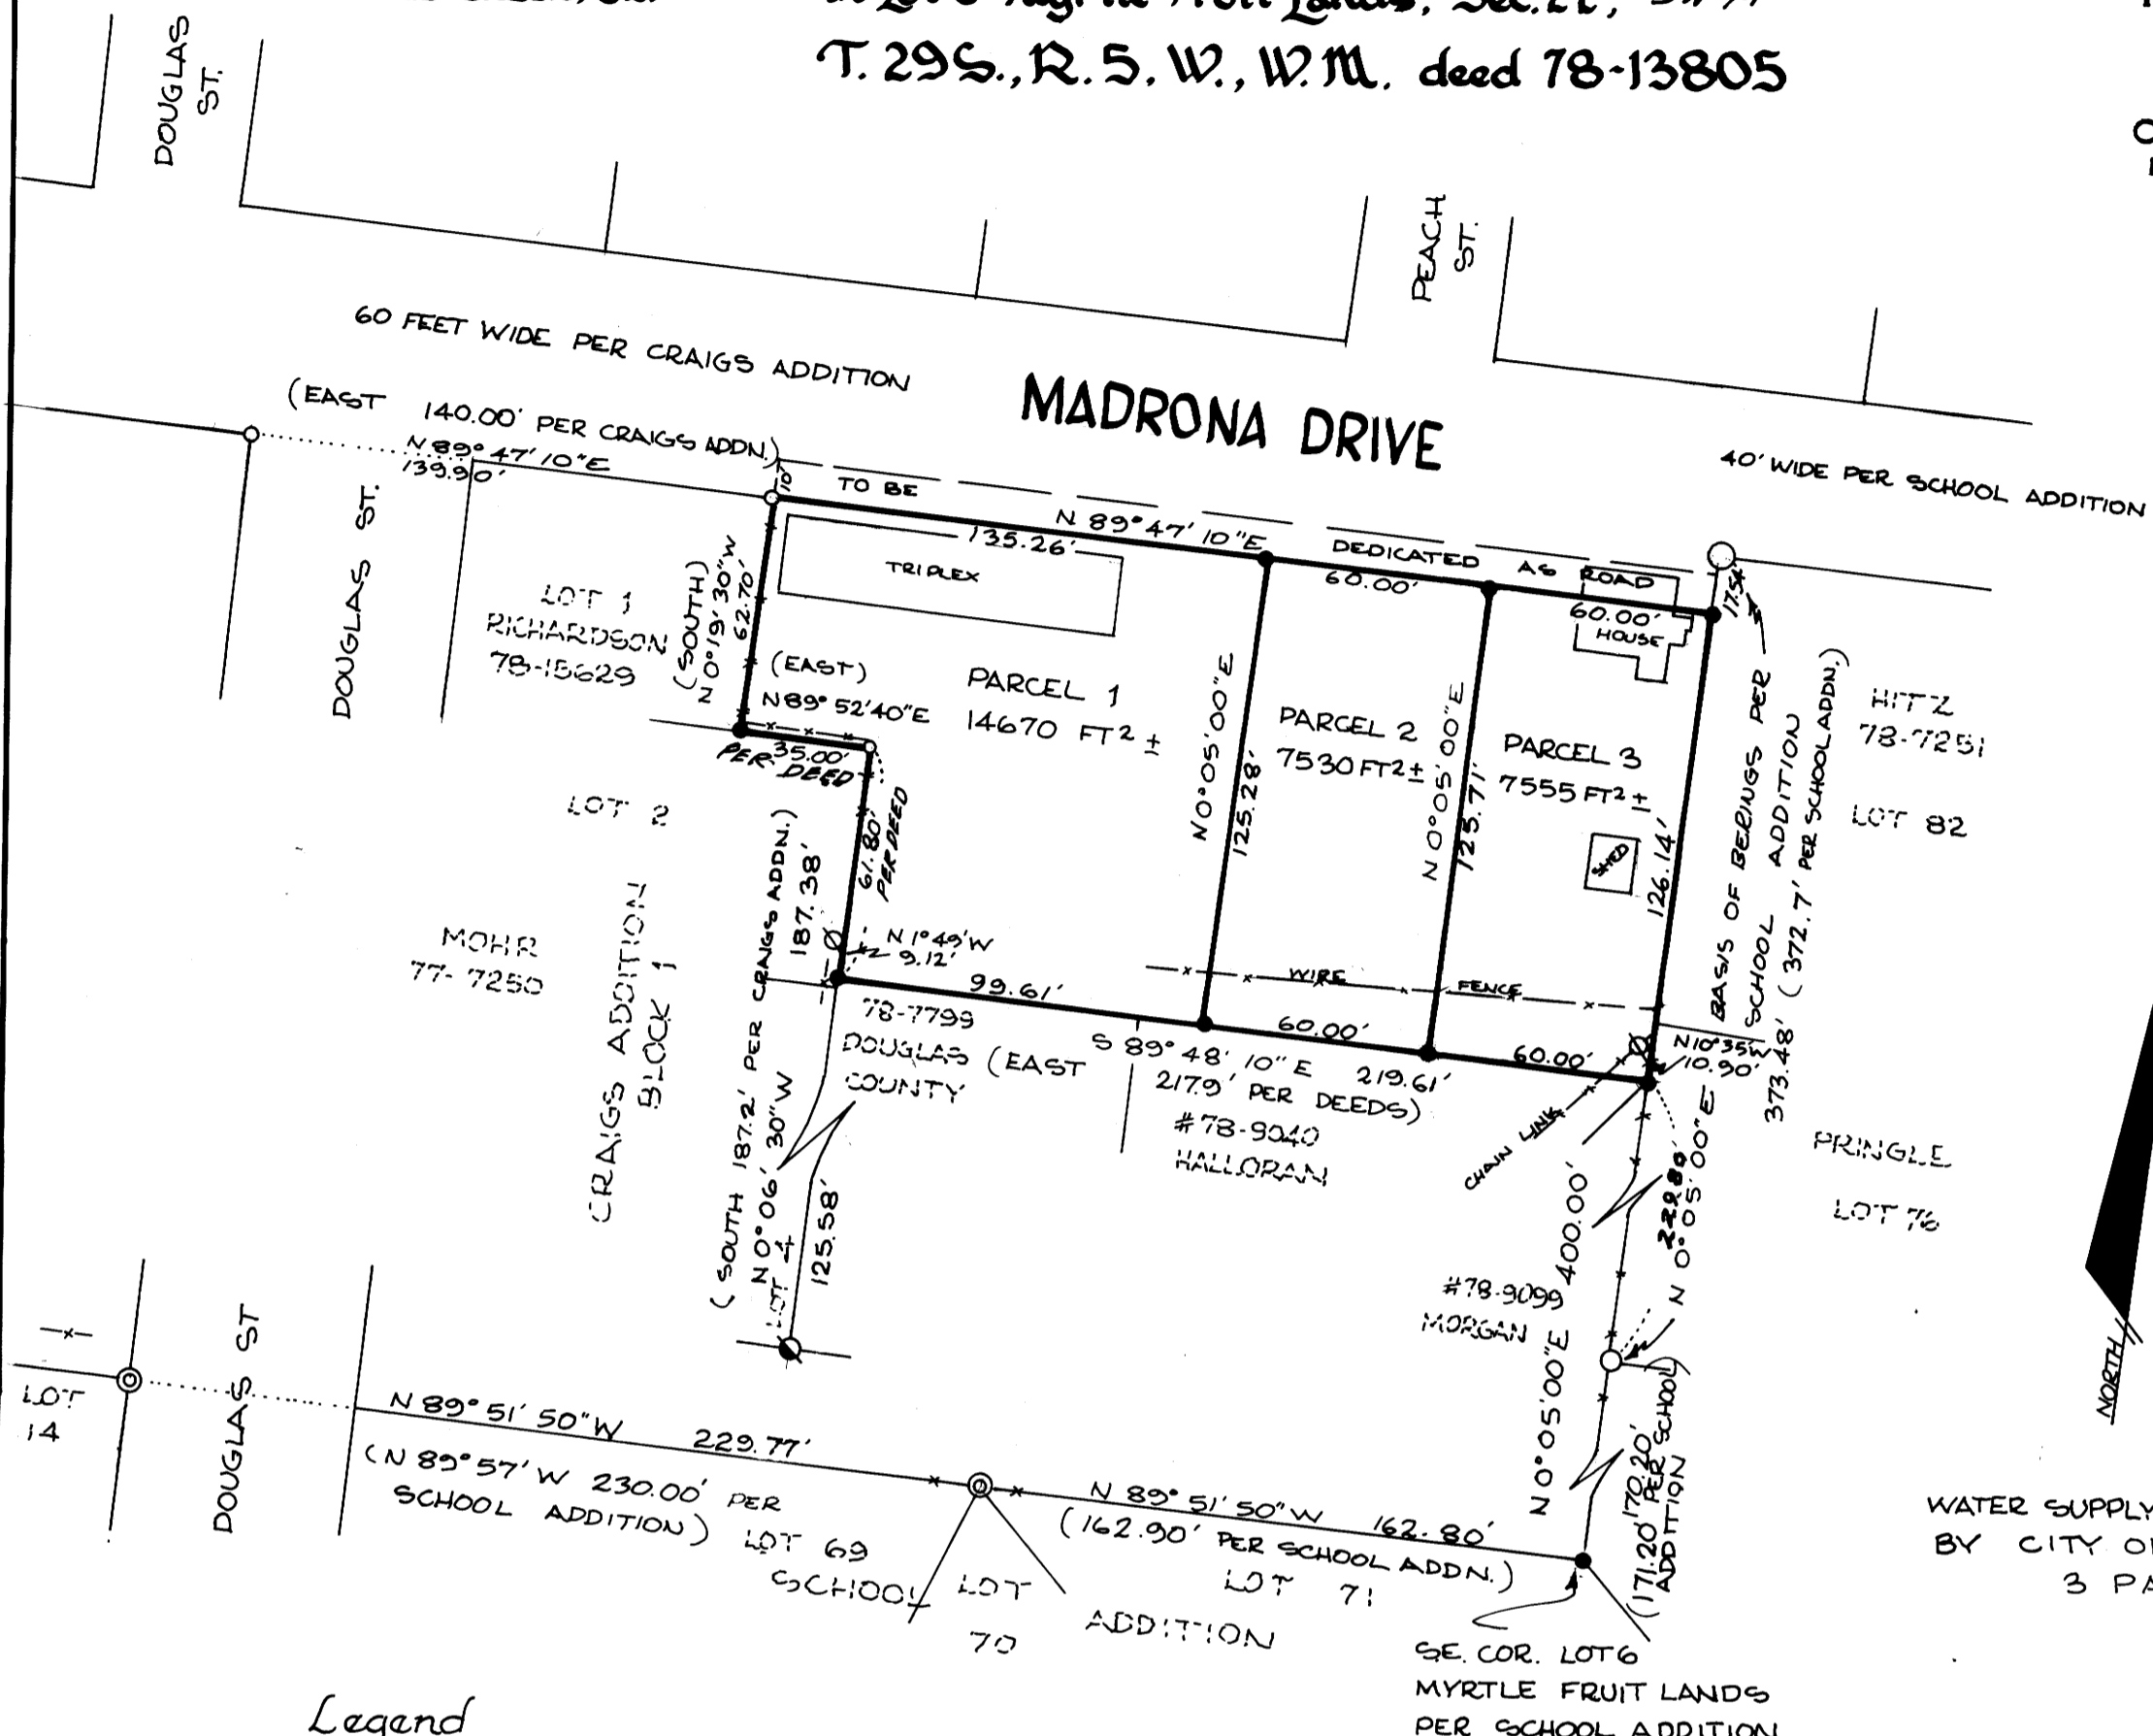 T. 29S., R. 5. W., W.M. deed 78-13805
DOUGLAS
ST.
PEACH
ST.
60 FEET WIDE PER CRAIGS ADDITION
MADRONA DRIVE
40' WIDE PER SCHOOL ADDITION
(EAST 140.00' PER CRAIGS ADDN.)
N 89° 47' 10" E
139.90'
10'
TO BE
DEDICATED AS ROAD
N 89° 47' 10" E
135.26'
60.00'
60.00'
17.54'
TRIPLEX
HOUSE
DOUGLAS ST.
LOT 1
RICHARDSON
78-15629
(SOUTH)
N 0° 19' 30" W
62.70'
(EAST)
N 89° 52' 40" E
35.00'
PER DEED
PARCEL 1
14670 FT² ±
N 0° 05' 00" E
125.28'
PARCEL 2
7530 FT² ±
N 0° 05' 00" E
125.71'
PARCEL 3
7555 FT² ±
SHED
126.14'
BASIS OF BERINGS PER
SCHOOL ADDITION
373.48' (372.7' PER SCHOOL ADDN.)
HITZ
78-7251
LOT 82
LOT 2
61.80'
PER DEED
MOHR
77-7250
CRAIGS ADDITION
BLOCK 1
(SOUTH 187.2' PER CRAIGS ADDN.)
187.38'
N 0° 06' 30" W
N 1° 49' W
9.12'
99.61'
WIRE FENCE
60.00'
60.00'
N 10° 35' W
10.90'
78-7799
DOUGLAS
COUNTY
S 89° 48' 10" E 219.61'
(EAST 217.9' PER DEEDS)
#78-9040
HALLORAN
CHAIN LINK
229.80'
N 0° 05' 00" E
PRINGLE
LOT 76
LOT 4
125.58'
#78-9099
MORGAN
N 0° 05' 00" E 400.00'
170.20'
(171.20' PER SCHOOL
ADDITION)
NORTH
LOT
14
DOUGLAS ST
N 89° 51' 50" W 229.77'
(N 89° 57' W 230.00' PER
SCHOOL ADDITION)
LOT 69
SCHOOL
LOT
70
ADDITION
N 89° 51' 50" W 162.80'
(162.90' PER SCHOOL ADDN.)
LOT 71
WATER SUPPLY
BY CITY
3
SE. COR. LOT 6
MYRTLE FRUIT LANDS
PER SCHOOL ADDITION
Legend